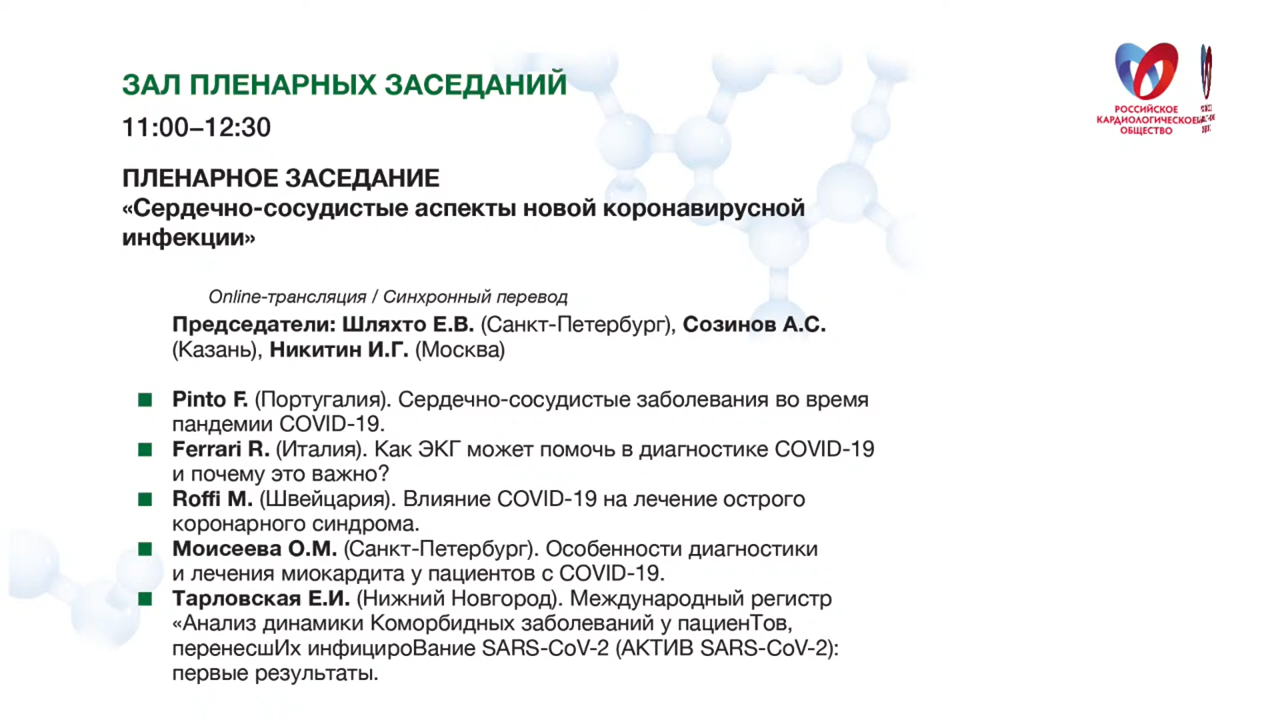 ЗАЛ ПЛЕНАРНЫХ ЗАСЕДАНИЙ
11:00–12:30
ПЛЕНАРНОЕ ЗАСЕДАНИЕ
«Сердечно-сосудистые аспекты новой коронавирусной
инфекции»
Online-трансляция / Синхронный перевод
Председатели: Шляхто Е.В. (Санкт-Петербург), Созинов А.С.
(Казань), Никитин И.Г. (Москва)
Pinto F. (Португалия). Сердечно-сосудистые заболевания во время
пандемии COVID-19.
Ferrari R. (Италия). Как ЭКГ может помочь в диагностике COVID-19
и почему это важно?
Roffi M. (Швейцария). Влияние COVID-19 на лечение острого
коронарного синдрома.
Моисеева О.М. (Санкт-Петербург). Особенности диагностики
и лечения миокардита у пациентов с COVID-19.
Тарловская Е.И. (Нижний Новгород). Международный регистр
«Анализ динамики Коморбидных заболеваний у пациенТов,
перенесшИх инфицироВание SARS-CoV-2 (АКТИВ SARS-CoV-2):
первые результаты.
РОССИЙСКОЕ
КАРДИОЛОГИЧЕСКОЕ
ОБЩЕСТВО